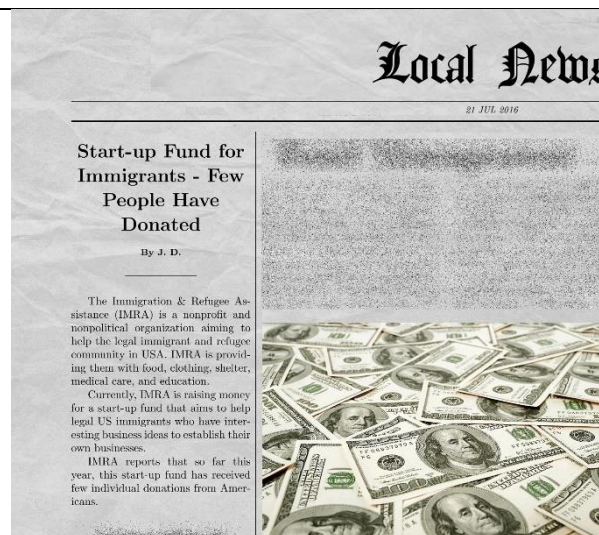 Local News
21 JUL 2016
Start-up Fund for
Immigrants - Few
People Have
Donated
By J. D.
The Immigration & Refugee As-
sistance (IMRA) is a nonprofit and
nonpolitical organization aiming to
help the legal immigrant and refugee
community in USA. IMRA is provid-
ing them with food, clothing, shelter,
medical care, and education.
Currently, IMRA is raising money
for a start-up fund that aims to help
legal US immigrants who have inter-
esting business ideas to establish their
own businesses.
IMRA reports that so far this
year, this start-up fund has received
few individual donations from Amer-
icans.